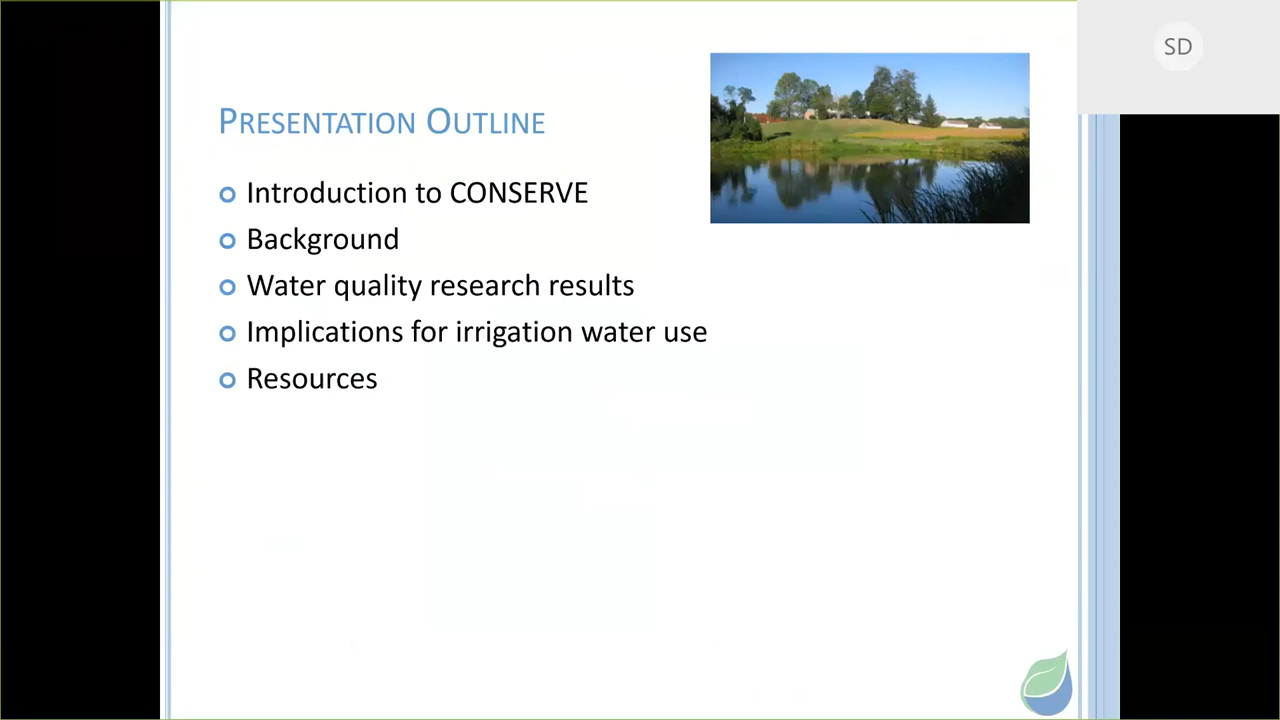 SD
PRESENTATION OUTLINE
Introduction to CONSERVE
Background
Water quality research results
Implications for irrigation water use
Resources